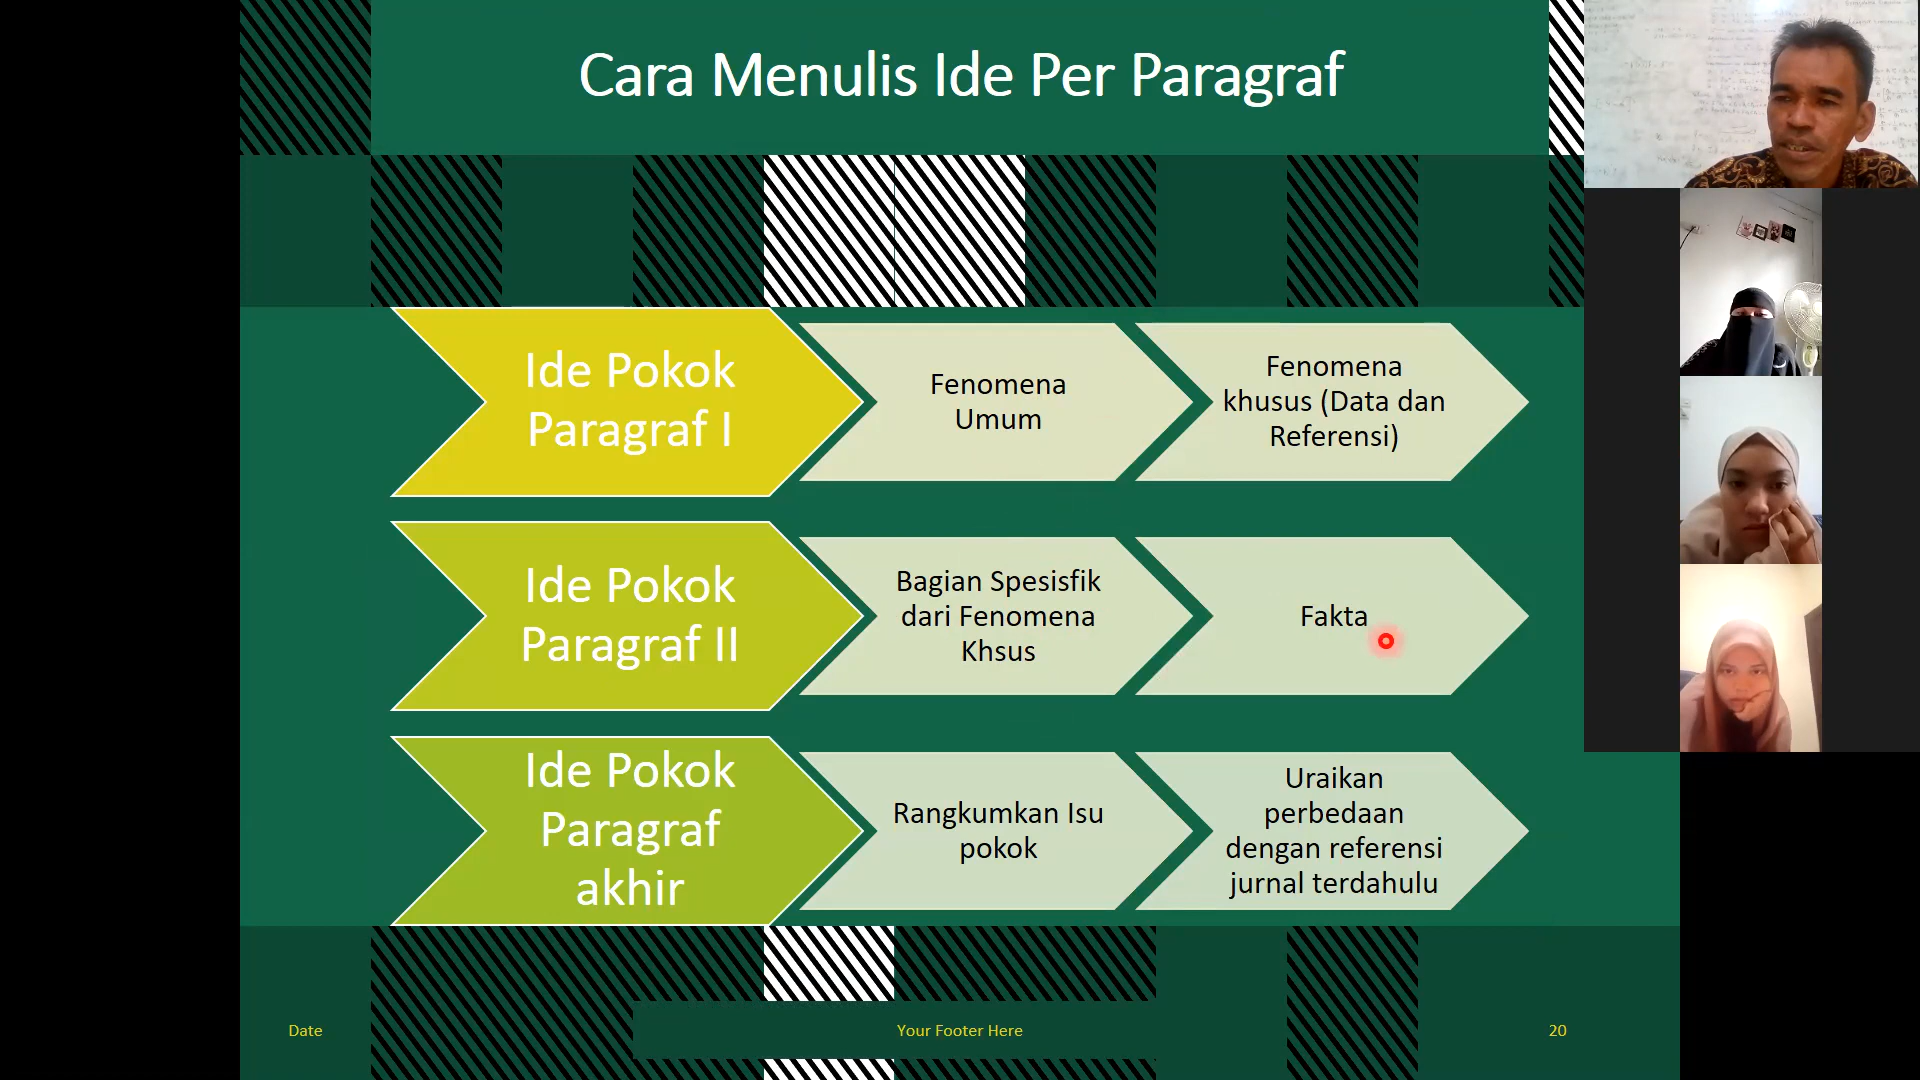 Cara Menulis Ide Per Paragraf
Ide Pokok
Paragraf I
Fenomena
Umum
Fenomena
khusus (Data dan
Referensi)
Ide Pokok
Paragraf II
Bagian Spesisfik
dari Fenomena
Khsus
Fakta
Ide Pokok
Paragraf
akhir
Rangkumkan Isu
pokok
Uraikan
perbedaan
dengan referensi
jurnal terdahulu
Date
Your Footer Here
20